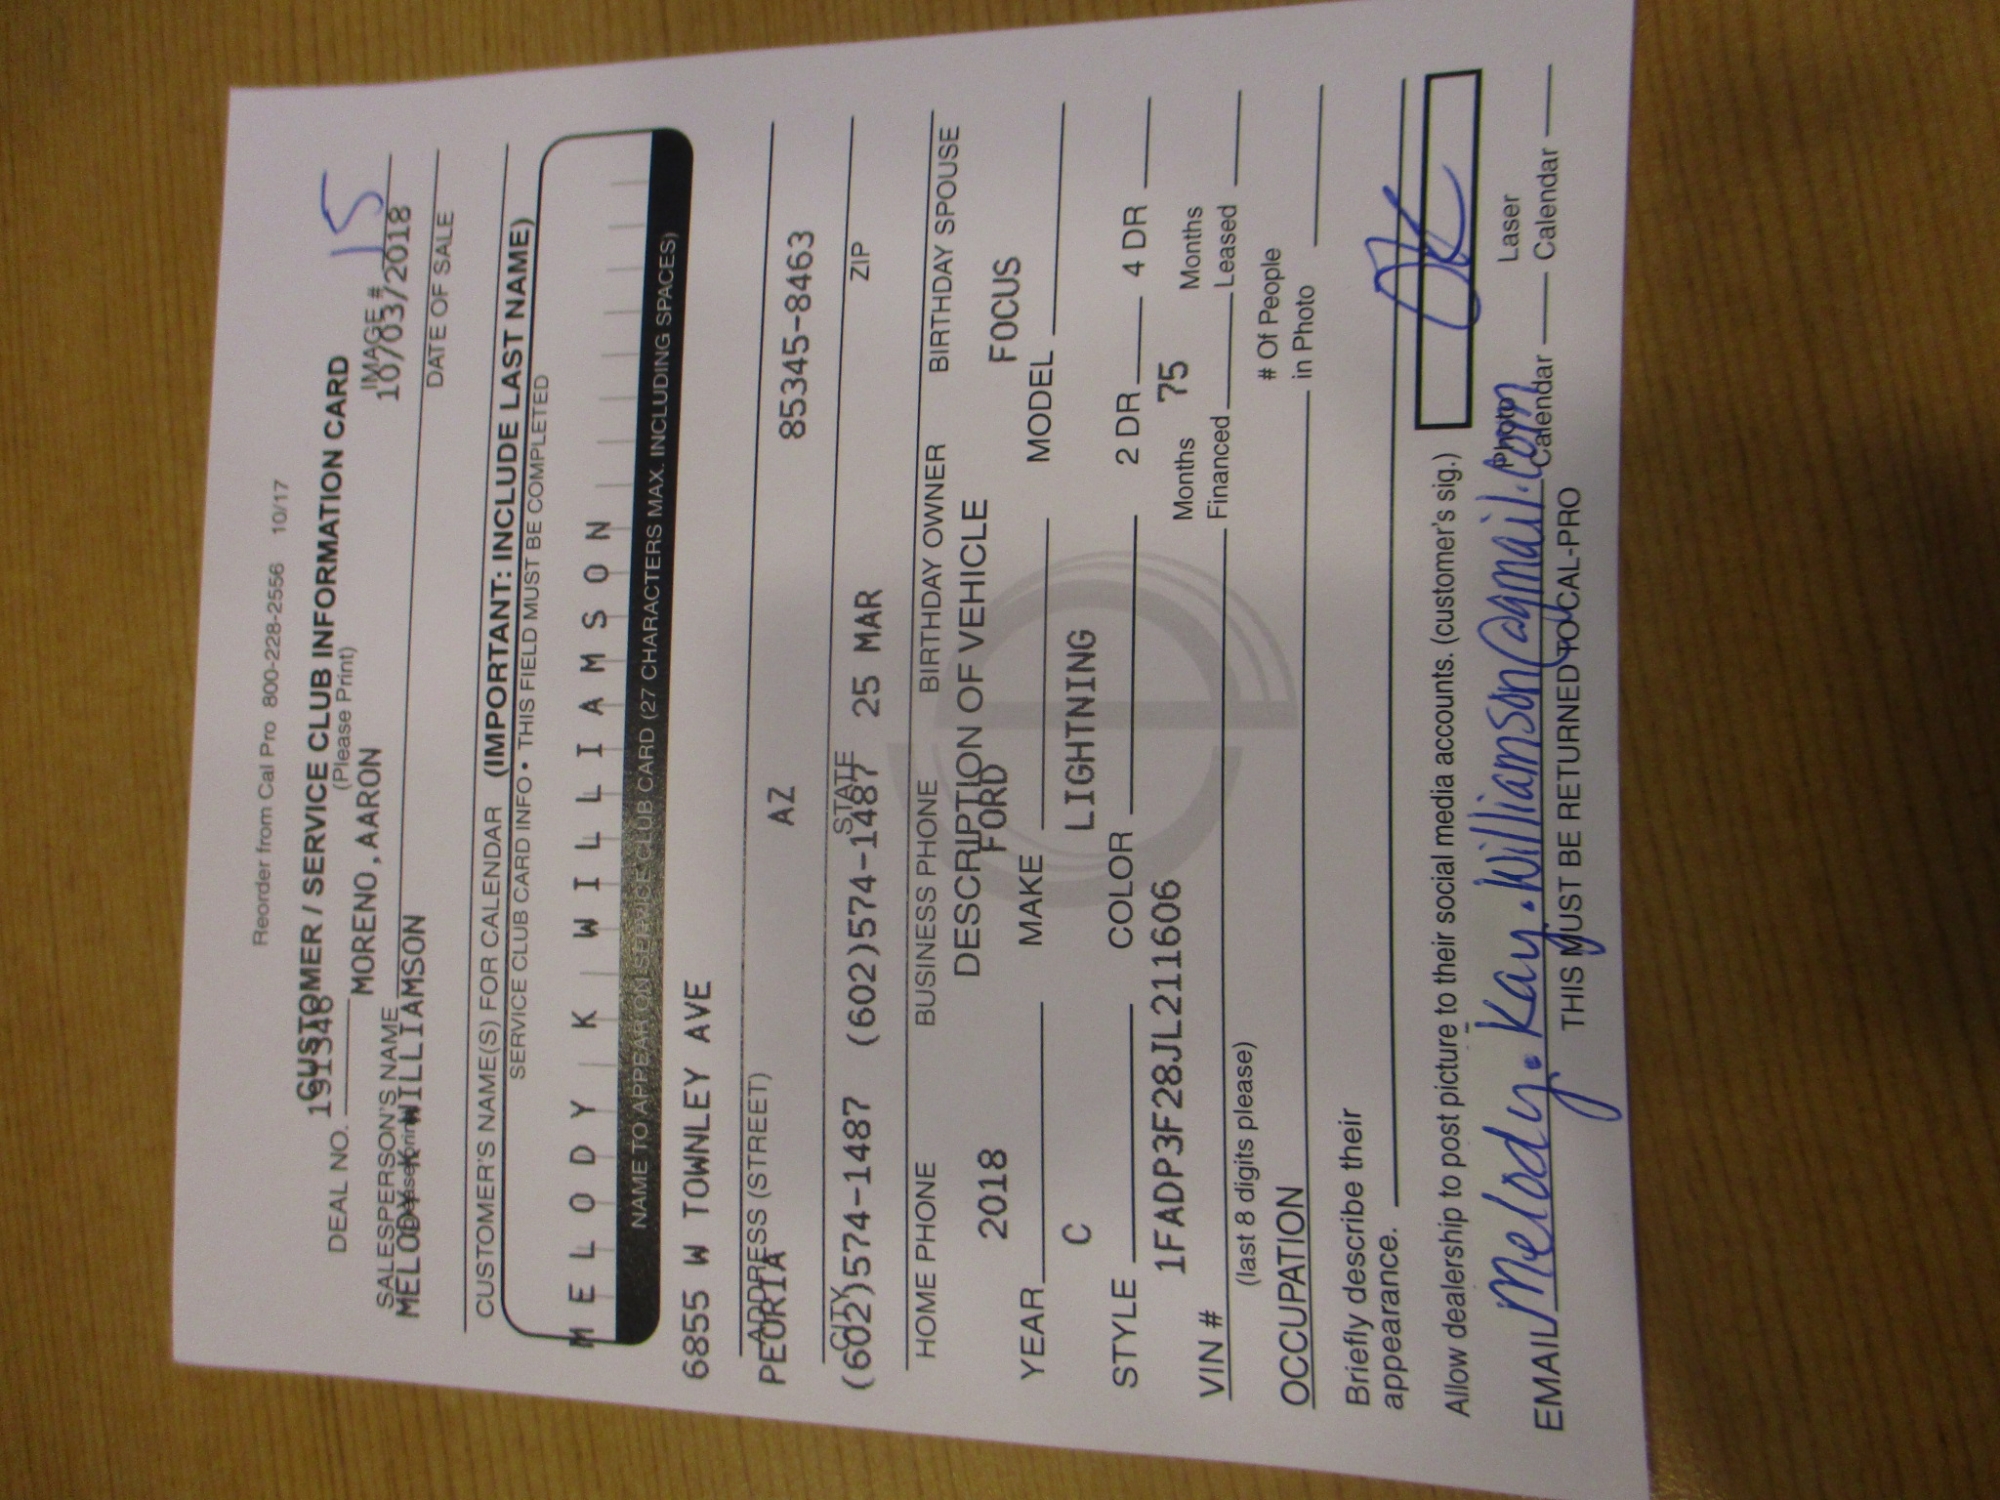 Reorder from Cal Pro 800-228-2556 10/17
CUSTOMER / SERVICE CLUB INFORMATION CARD
(Please Print)
DEAL NO. 191548 IMAGE # 15
MORENO, AARON 10/03/2018
SALESPERSON'S NAME DATE OF SALE
MELODY K WILLIAMSON
CUSTOMER'S NAME(S) FOR CALENDAR (IMPORTANT: INCLUDE LAST NAME)
SERVICE CLUB CARD INFO • THIS FIELD MUST BE COMPLETED
MELODY K WILLIAMSON
NAME TO APPEAR ON SERVICE CLUB CARD (27 CHARACTERS MAX. INCLUDING SPACES)
6855 W TOWNLEY AVE
ADDRESS (STREET)
PEORIA AZ 85345-8463
CITY STATE ZIP
(602)574-1487 (602)574-1487 25 MAR
HOME PHONE BUSINESS PHONE BIRTHDAY OWNER BIRTHDAY SPOUSE
DESCRIPTION OF VEHICLE
2018 FORD FOCUS
YEAR MAKE MODEL
C LIGHTNING
STYLE COLOR 2 DR 4 DR
1FADP3F28JL211606 Months 75 Months
VIN # Financed Leased
(last 8 digits please) # Of People
OCCUPATION in Photo
Briefly describe their
appearance.
Allow dealership to post picture to their social media accounts. (customer's sig.) OK
Photo Laser
EMAIL Melody.Kay.Williamson@gmail.com Calendar Calendar
THIS MUST BE RETURNED TO CAL-PRO